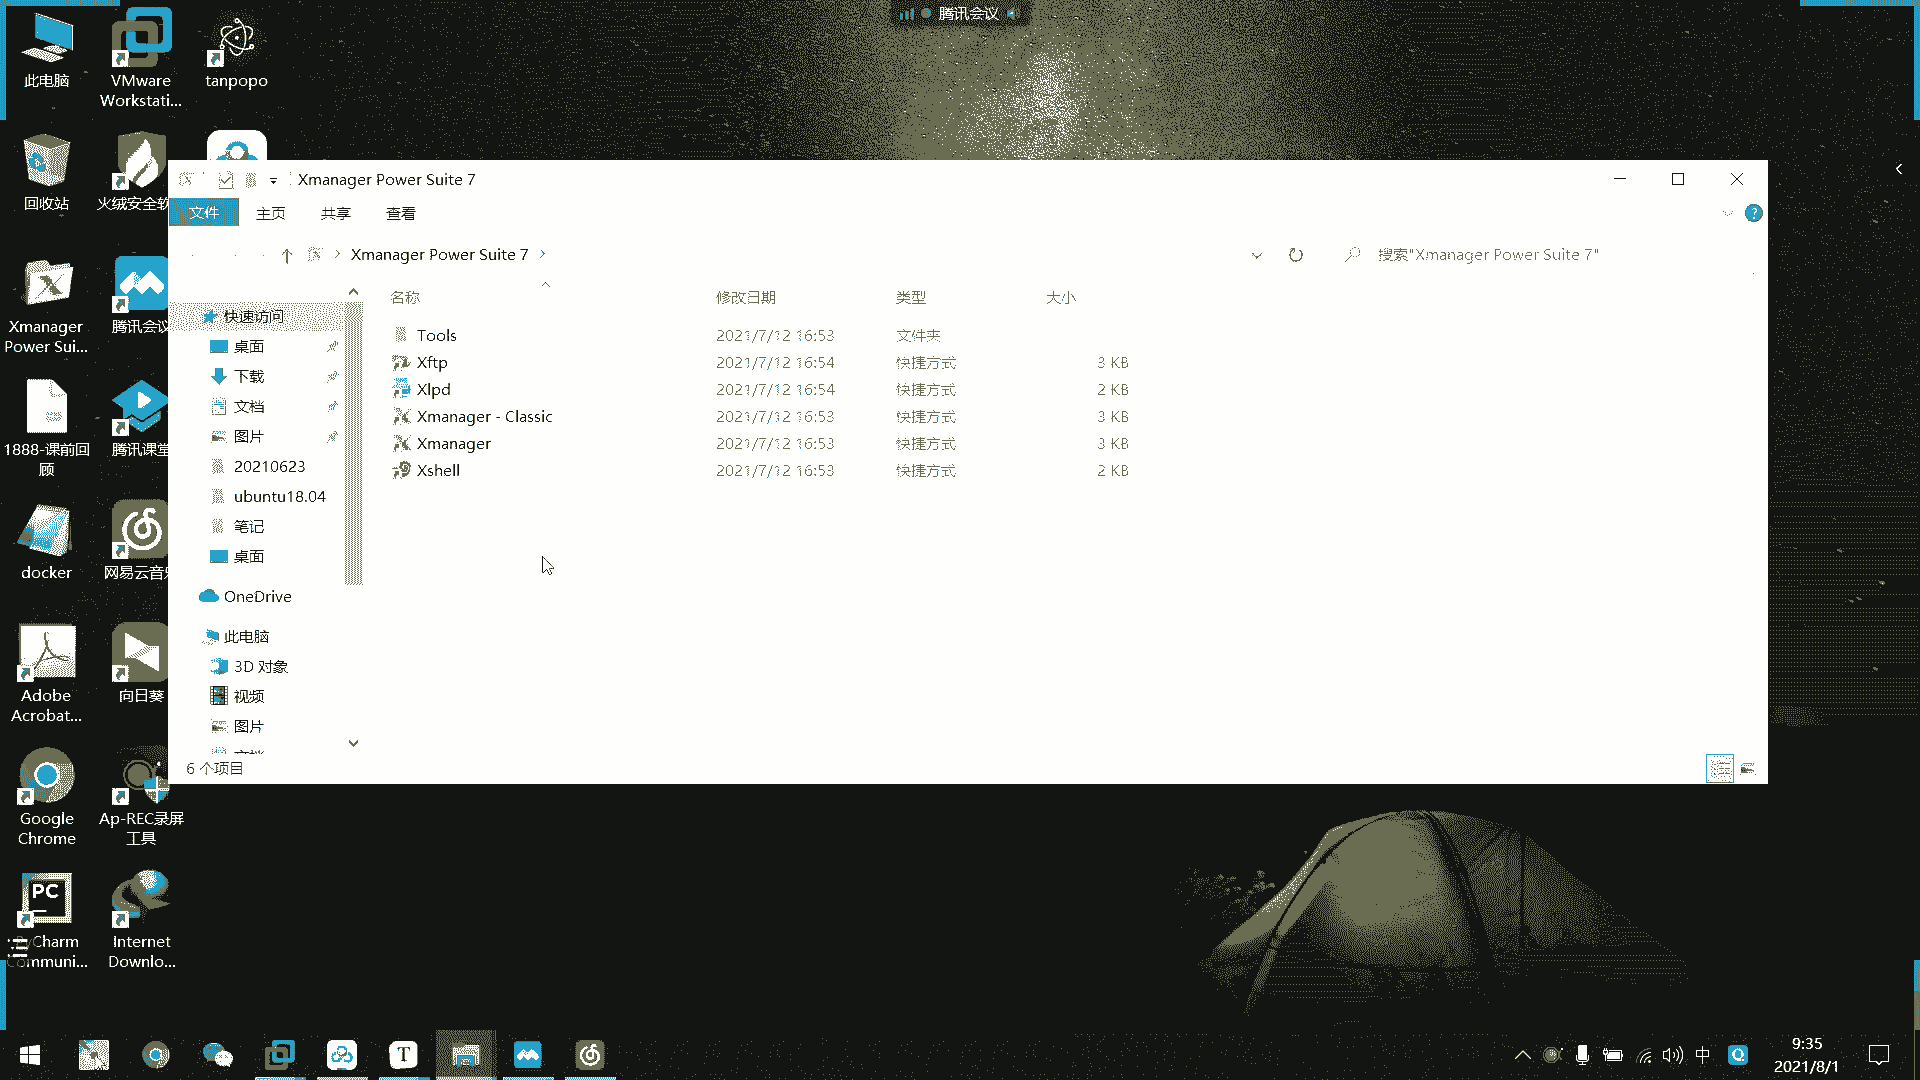 腾讯会议
此电脑
VMware
Workstati...
tanpopo
回收站
火绒安全软
Xmanager
Power Sui...
腾讯会议
1888-课前回
顾
腾讯课堂
docker
网易云音乐
Adobe
Acrobat...
向日葵
Google
Chrome
Ap-REC录屏
工具
PC
PyCharm
Communi...
Internet
Downlo...
Xmanager Power Suite 7
文件
主页
共享
查看
Xmanager Power Suite 7
搜索"Xmanager Power Suite 7"
名称
修改日期
类型
大小
快速访问
桌面
下载
文档
图片
20210623
ubuntu18.04
笔记
桌面
OneDrive
此电脑
3D 对象
视频
图片
Tools 2021/7/12 16:53 文件夹
Xftp 2021/7/12 16:54 快捷方式 3 KB
Xlpd 2021/7/12 16:54 快捷方式 2 KB
Xmanager - Classic 2021/7/12 16:53 快捷方式 3 KB
Xmanager 2021/7/12 16:53 快捷方式 3 KB
Xshell 2021/7/12 16:53 快捷方式 2 KB
6 个项目
T
中
9:35
2021/8/1